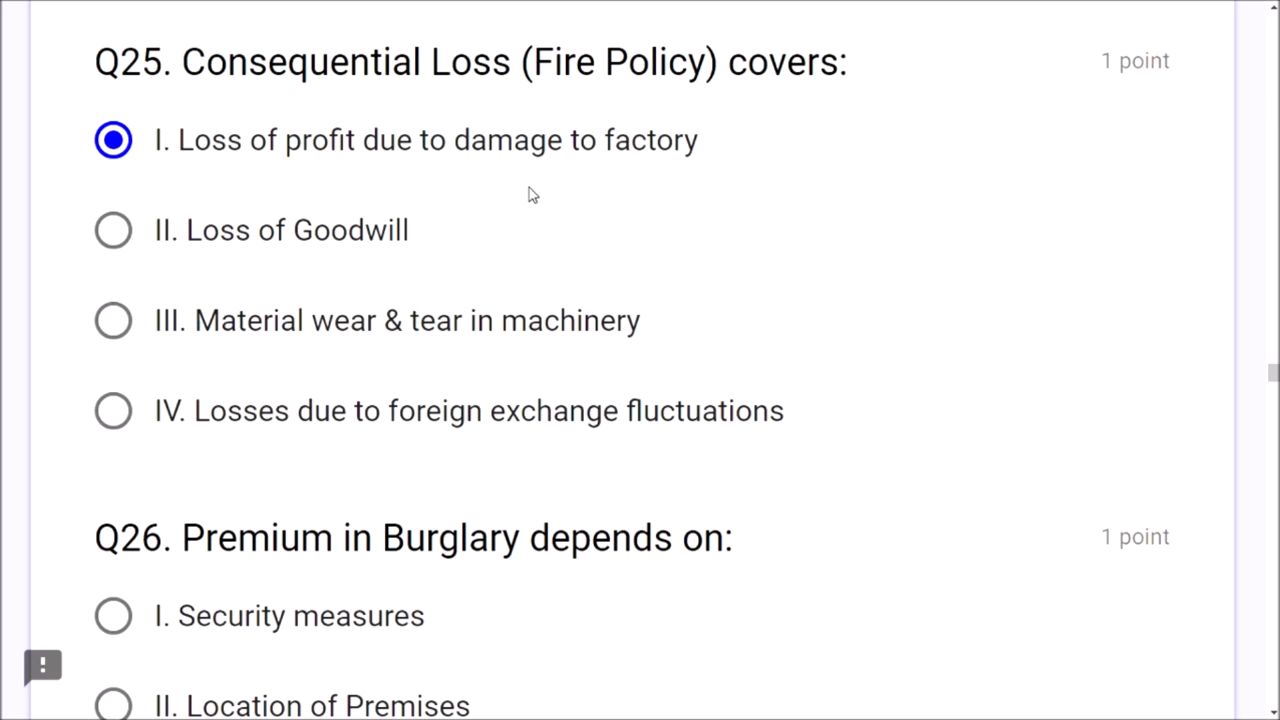 Q25. Consequential Loss (Fire Policy) covers:
1 point
I. Loss of profit due to damage to factory
II. Loss of Goodwill
III. Material wear & tear in machinery
IV. Losses due to foreign exchange fluctuations
Q26. Premium in Burglary depends on:
1 point
I. Security measures
II. Location of Premises